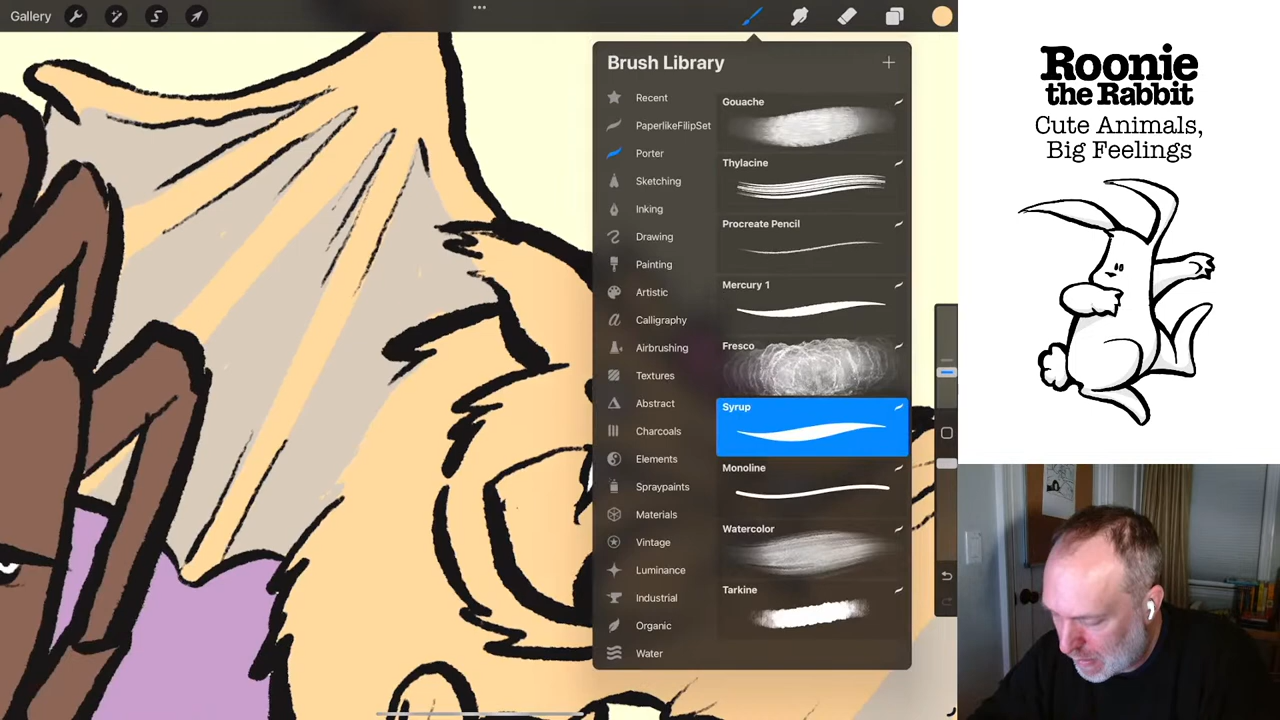 Gallery
Brush Library
Recent
PaperlikeFilipSet
Porter
Sketching
Inking
Drawing
Painting
Artistic
Calligraphy
Airbrushing
Textures
Abstract
Charcoals
Elements
Spraypaints
Materials
Vintage
Luminance
Industrial
Organic
Water
Gouache
Thylacine
Procreate Pencil
Mercury 1
Fresco
Syrup
Monoline
Watercolor
Tarkine
Roonie
the Rabbit
Cute Animals,
Big Feelings